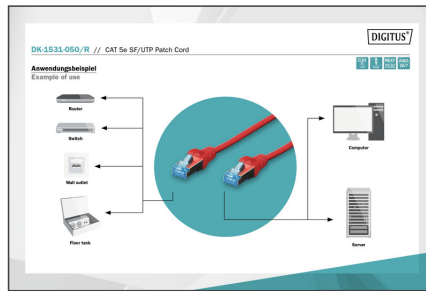 DIGITUS®
DK-1531-050/R // CAT 5e SF/UTP Patch Cord
Anwendungsbeispiel
Example of use
Router
Switch
Wall outlet
Floor tank
Computer
Server